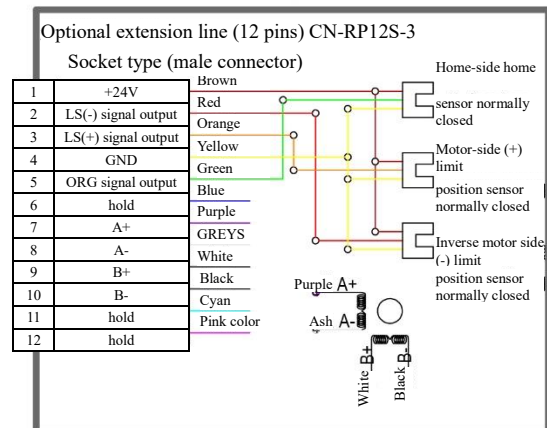 Optional extension line (12 pins) CN-RP12S-3
Socket type (male connector)
1 +24V Brown
2 LS(-) signal output Red
3 LS(+) signal output Orange
4 GND Yellow
5 ORG signal output Green
6 hold Blue
7 A+ Purple
8 A- GREYS
9 B+ White
10 B- Black
11 hold Cyan
12 hold Pink color
Home-side home
sensor normally
closed
Motor-side (+)
limit
position sensor
normally closed
Inverse motor side
(-) limit
position sensor
normally closed
Purple A+
Ash A-
White B+
Black B-